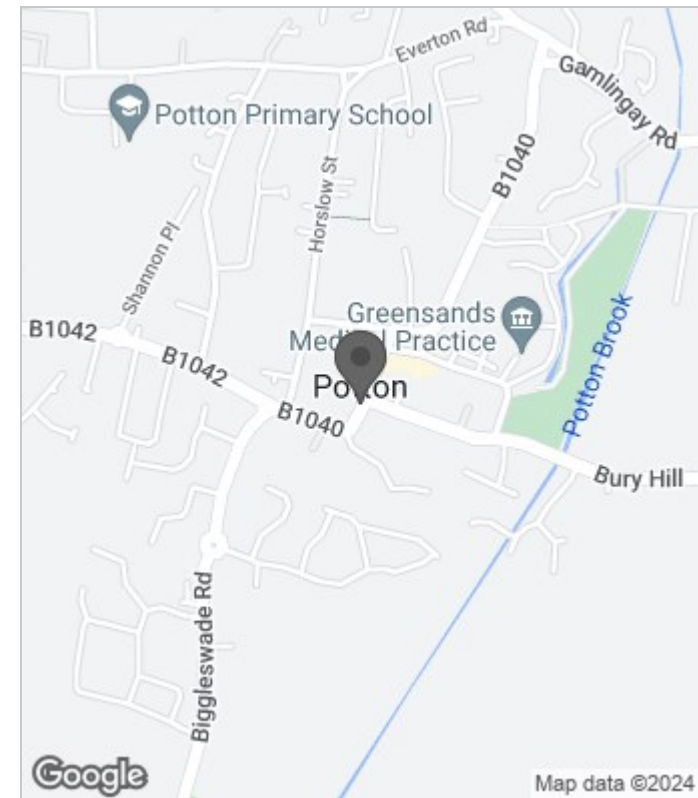 Everton Rd
Gamlingay Rd
Potton Primary School
B1040
Horslow St
Shannon Pl
Greensands
Medical Practice
B1042
B1042
Potton
B1040
Potton Brook
Bury Hill
Biggleswade Rd
Google
Map data ©2024